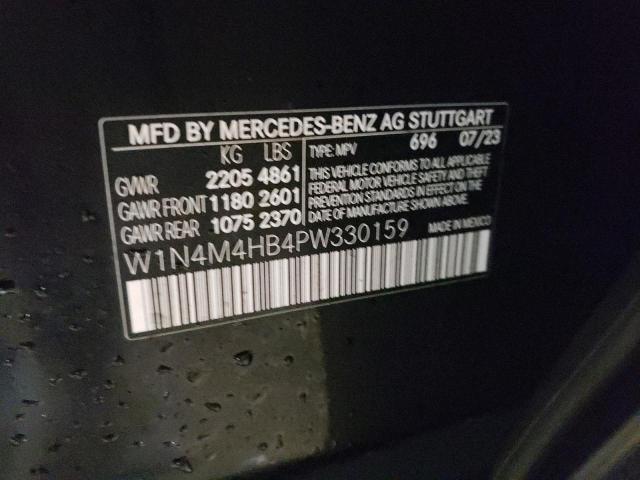 MFD BY MERCEDES-BENZ AG STUTTGART
KG LBS TYPE: MPV 696 07/23
GVWR 2205 4861
GAWR FRONT 1180 2601
GAWR REAR 1075 2370
THIS VEHICLE CONFORMS TO ALL APPLICABLE
FEDERAL MOTOR VEHICLE SAFETY AND THEFT
PREVENTION STANDARDS IN EFFECT ON THE
DATE OF MANUFACTURE SHOWN ABOVE.
W1N4M4HB4PW330159 MADE IN MEXICO